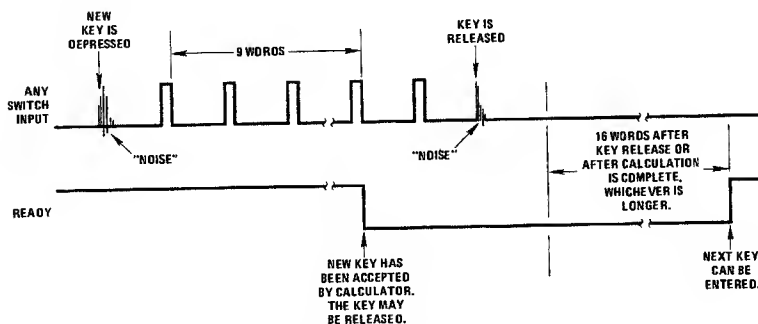 NEW
KEY IS
DEPRESSED
9 WORDS
KEY IS
RELEASED
ANY
SWITCH
INPUT
"NOISE"
"NOISE"
16 WORDS AFTER
KEY RELEASE OR
AFTER CALCULATION
IS COMPLETE,
WHICHEVER IS
LONGER.
READY
NEW KEY HAS
BEEN ACCEPTED
BY CALCULATOR.
THE KEY MAY
BE RELEASED.
NEXT KEY
CAN BE
ENTERED.